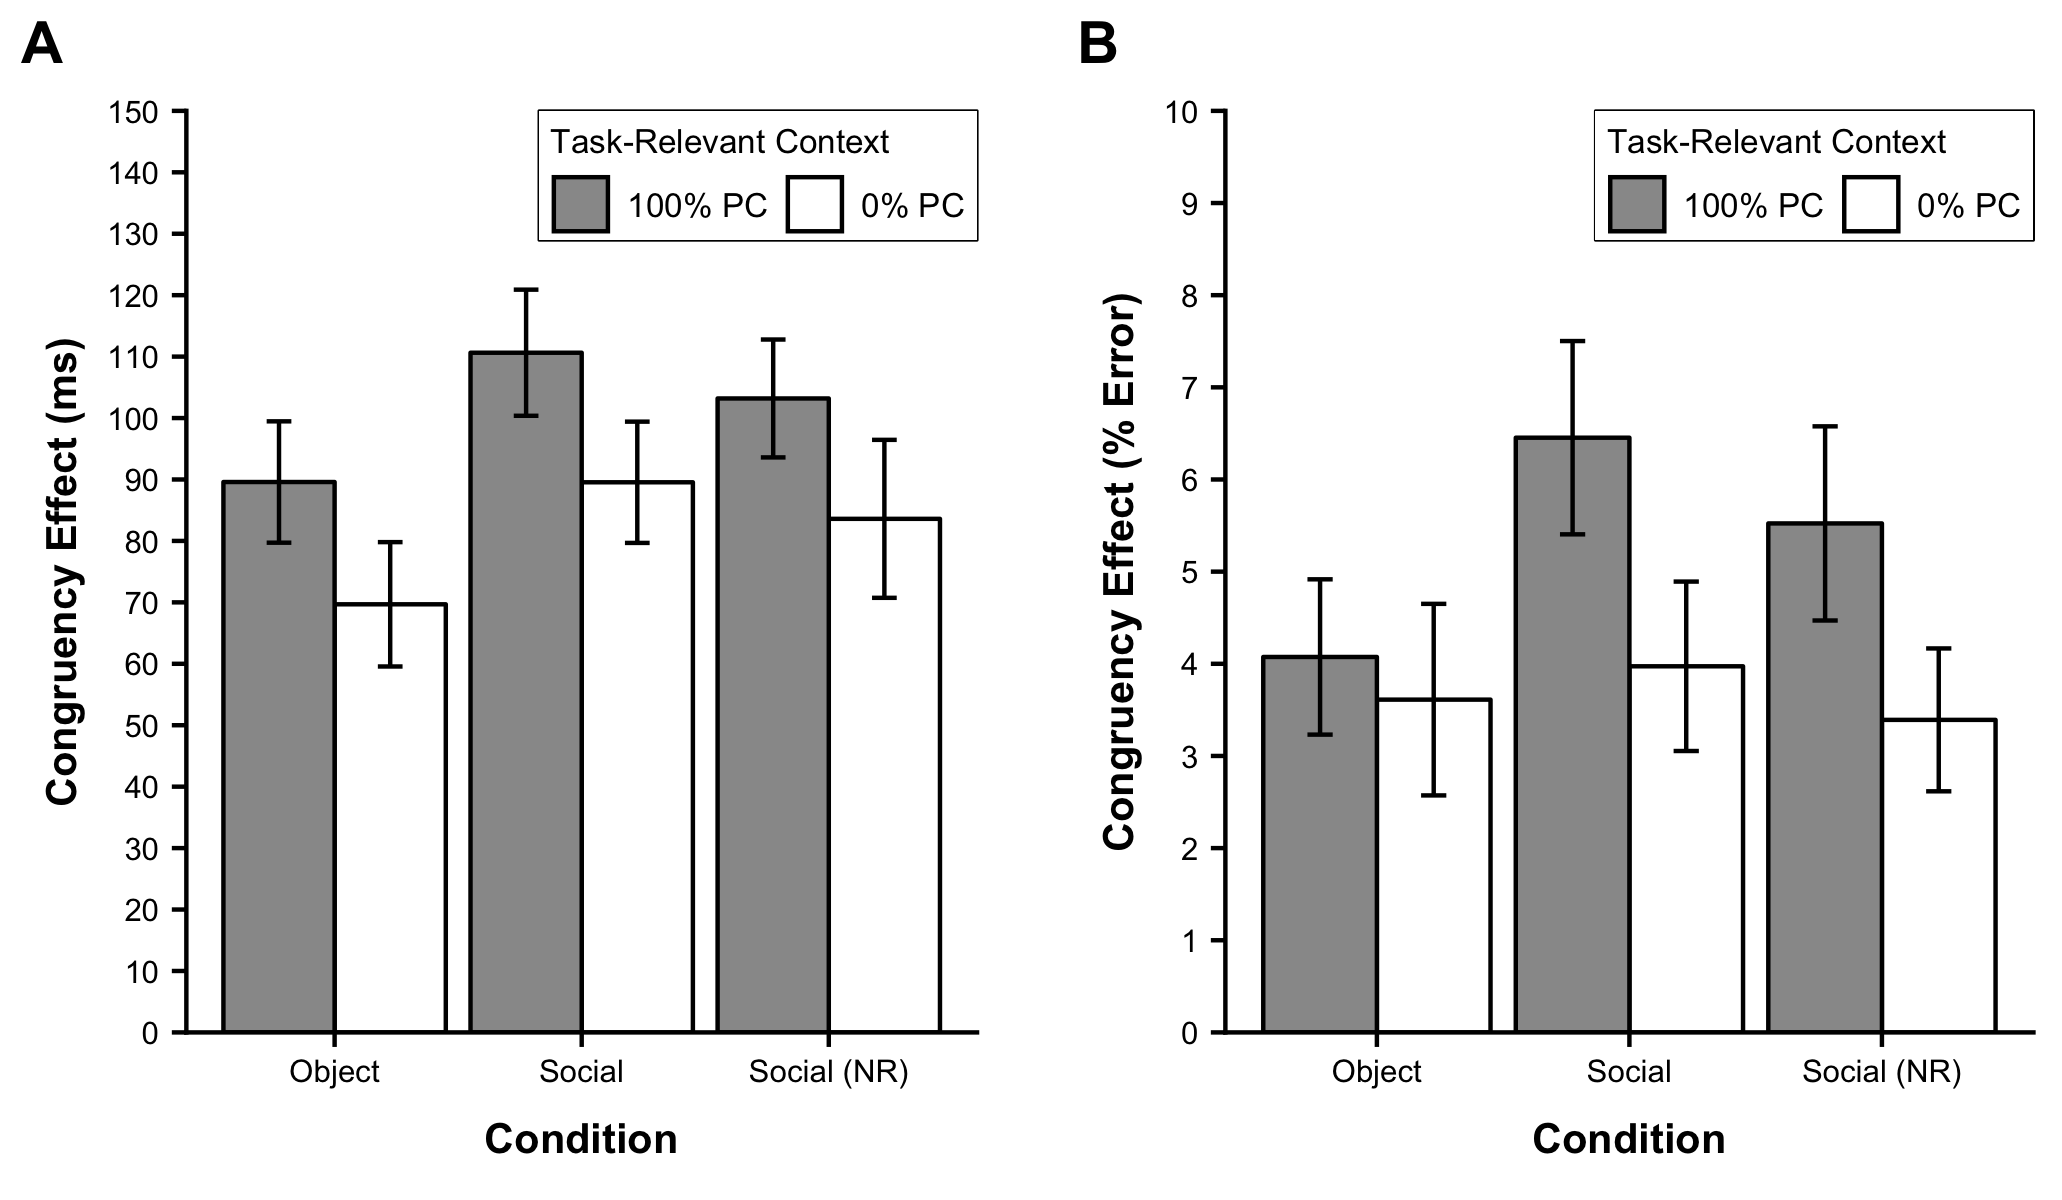 A
Congruency Effect (ms)
150
140
130
120
110
100
90
80
70
60
50
40
30
20
10
0
Task-Relevant Context
100% PC 0% PC
Object Social Social (NR)
Condition
B
Congruency Effect (% Error)
10
9
8
7
6
5
4
3
2
1
0
Task-Relevant Context
100% PC 0% PC
Object Social Social (NR)
Condition